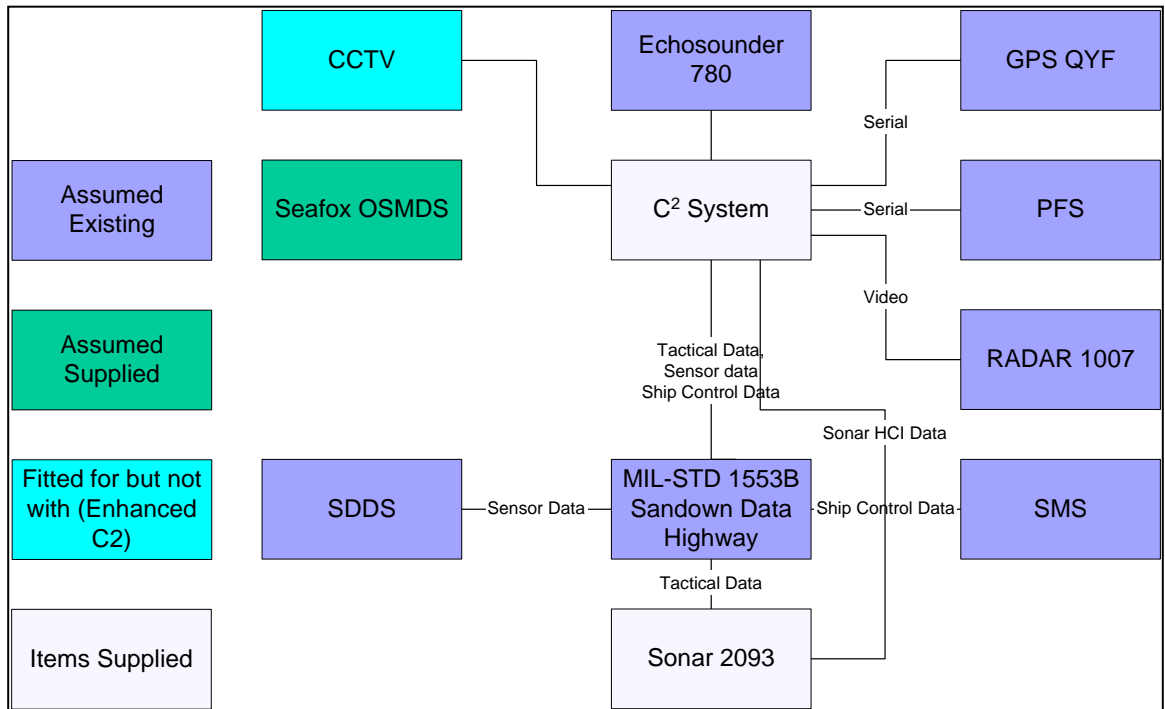 CCTV
Echosounder
780
GPS QYF
Serial
Assumed
Existing
Seafox OSMDS
C² System
Serial
PFS
Video
Assumed
Supplied
Tactical Data,
Sensor data
Ship Control Data
RADAR 1007
Sonar HCI Data
Fitted for but not
with (Enhanced
C2)
SDDS
Sensor Data
MIL-STD 1553B
Sandown Data
Highway
Ship Control Data
SMS
Tactical Data
Items Supplied
Sonar 2093